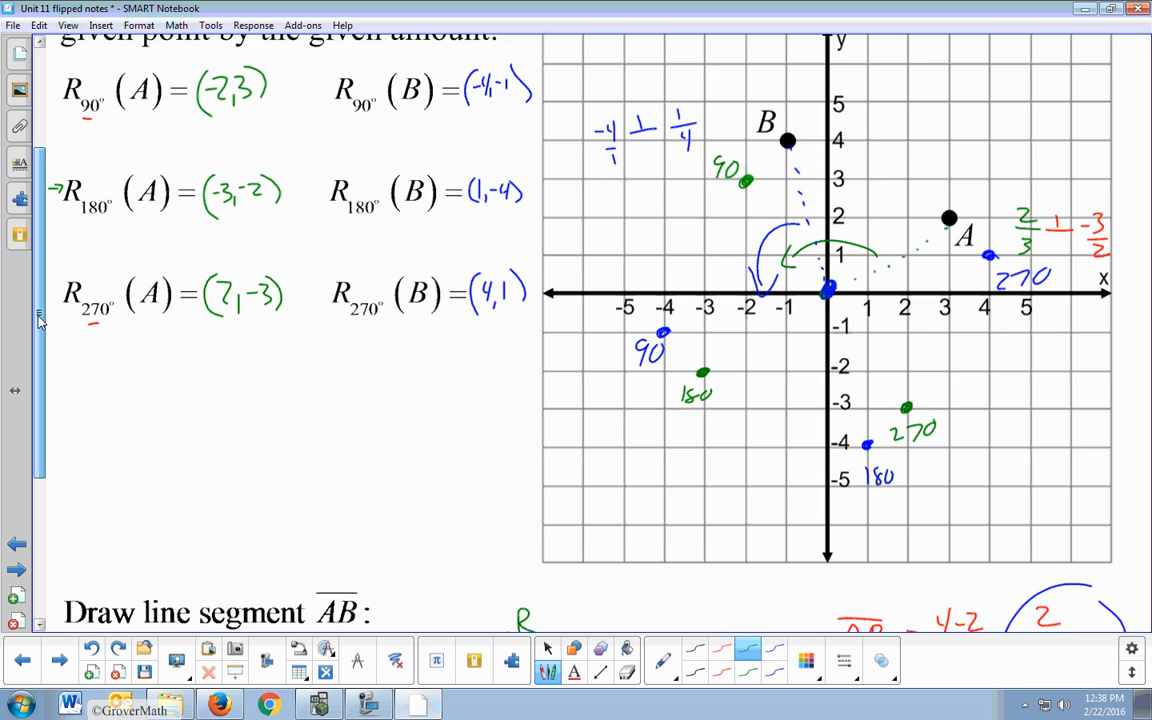 Unit 11 flipped notes * - SMART Notebook
File Edit View Insert Format Math Tools Response Add-ons Help
given point by the given amount.
R90° (A) = (-2,3) R90° (B) = (-4,-1)
R180° (A) = (-3,-2) R180° (B) = (1,-4)
R270° (A) = (2,-3) R270° (B) = (4,1)
y
5
-4/1 1 1/4 B 4
90 3
2 A 2/3 1 -3/2
1 270
x
-5 -4 -3 -2 -1 1 2 3 4 5
-1
90
-2
180
-3
270
-4
-5 180
Draw line segment AB:
R
AB = 4-2 2
12:38 PM
2/22/2016
©GroverMath